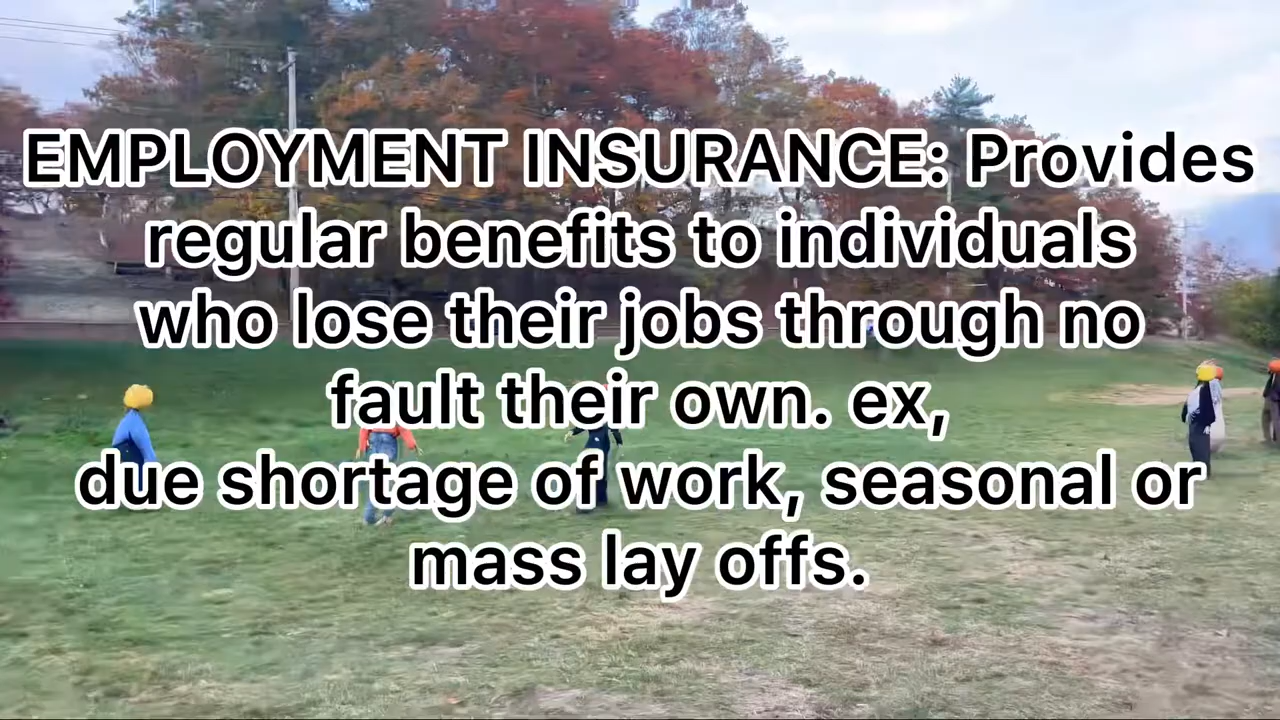 EMPLOYMENT INSURANCE: Provides
regular benefits to individuals
who lose their jobs through no
fault their own. ex,
due shortage of work, seasonal or
mass lay offs.